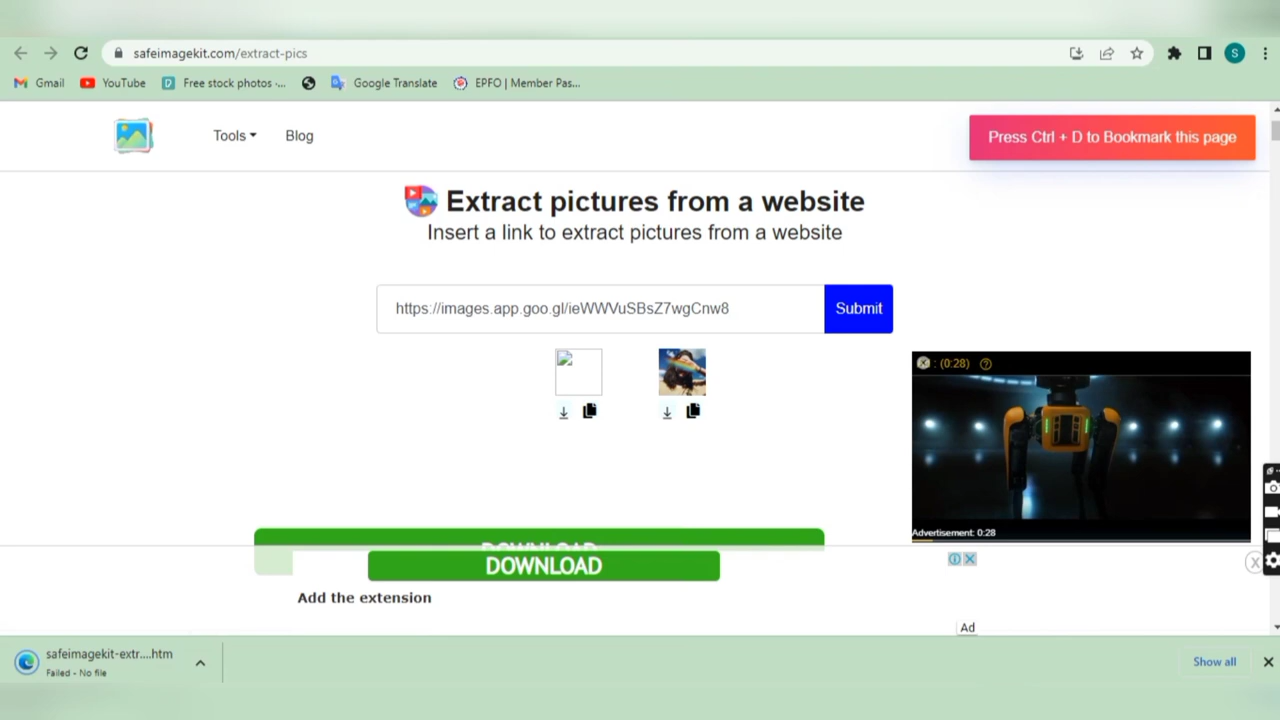 safeimagekit.com/extract-pics
S
Gmail
YouTube
Free stock photos ·...
Google Translate
EPFO | Member Pas...
Tools
Blog
Press Ctrl + D to Bookmark this page
Extract pictures from a website
Insert a link to extract pictures from a website
https://images.app.goo.gl/ieWWVuSBsZ7wgCnw8
Submit
: (0:28)
Advertisement: 0:28
DOWNLOAD
DOWNLOAD
Add the extension
X
Ad
safeimagekit-extr....htm
Failed - No file
Show all